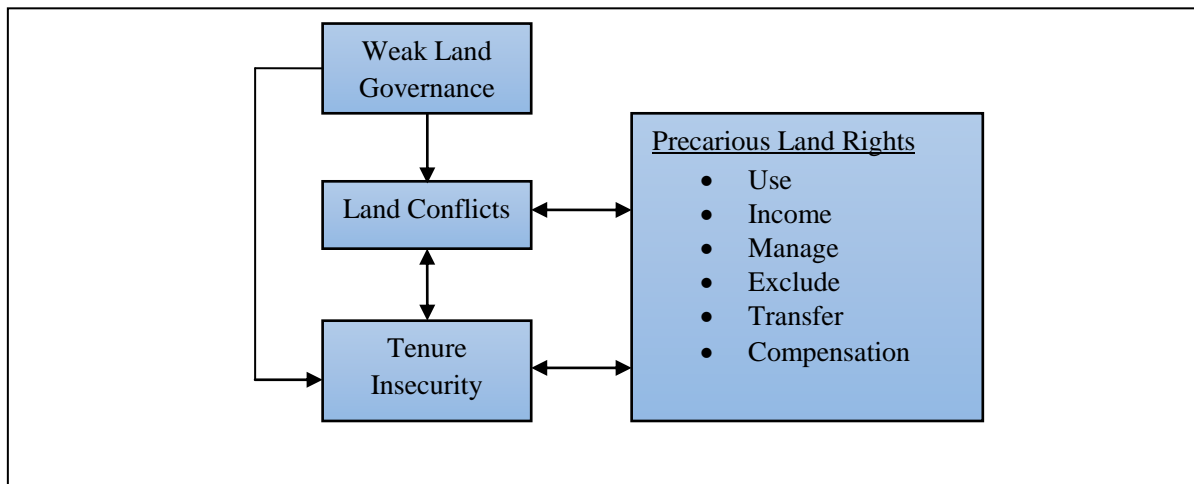 Weak Land
Governance
Land Conflicts
Tenure
Insecurity
Precarious Land Rights
• Use
• Income
• Manage
• Exclude
• Transfer
• Compensation